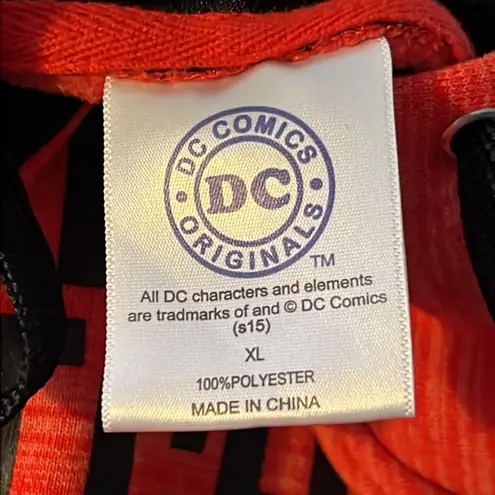 DC COMICS
DC
ORIGINALS
TM
All DC characters and elements
are tradmarks of and © DC Comics
(s15)
XL
100%POLYESTER
MADE IN CHINA